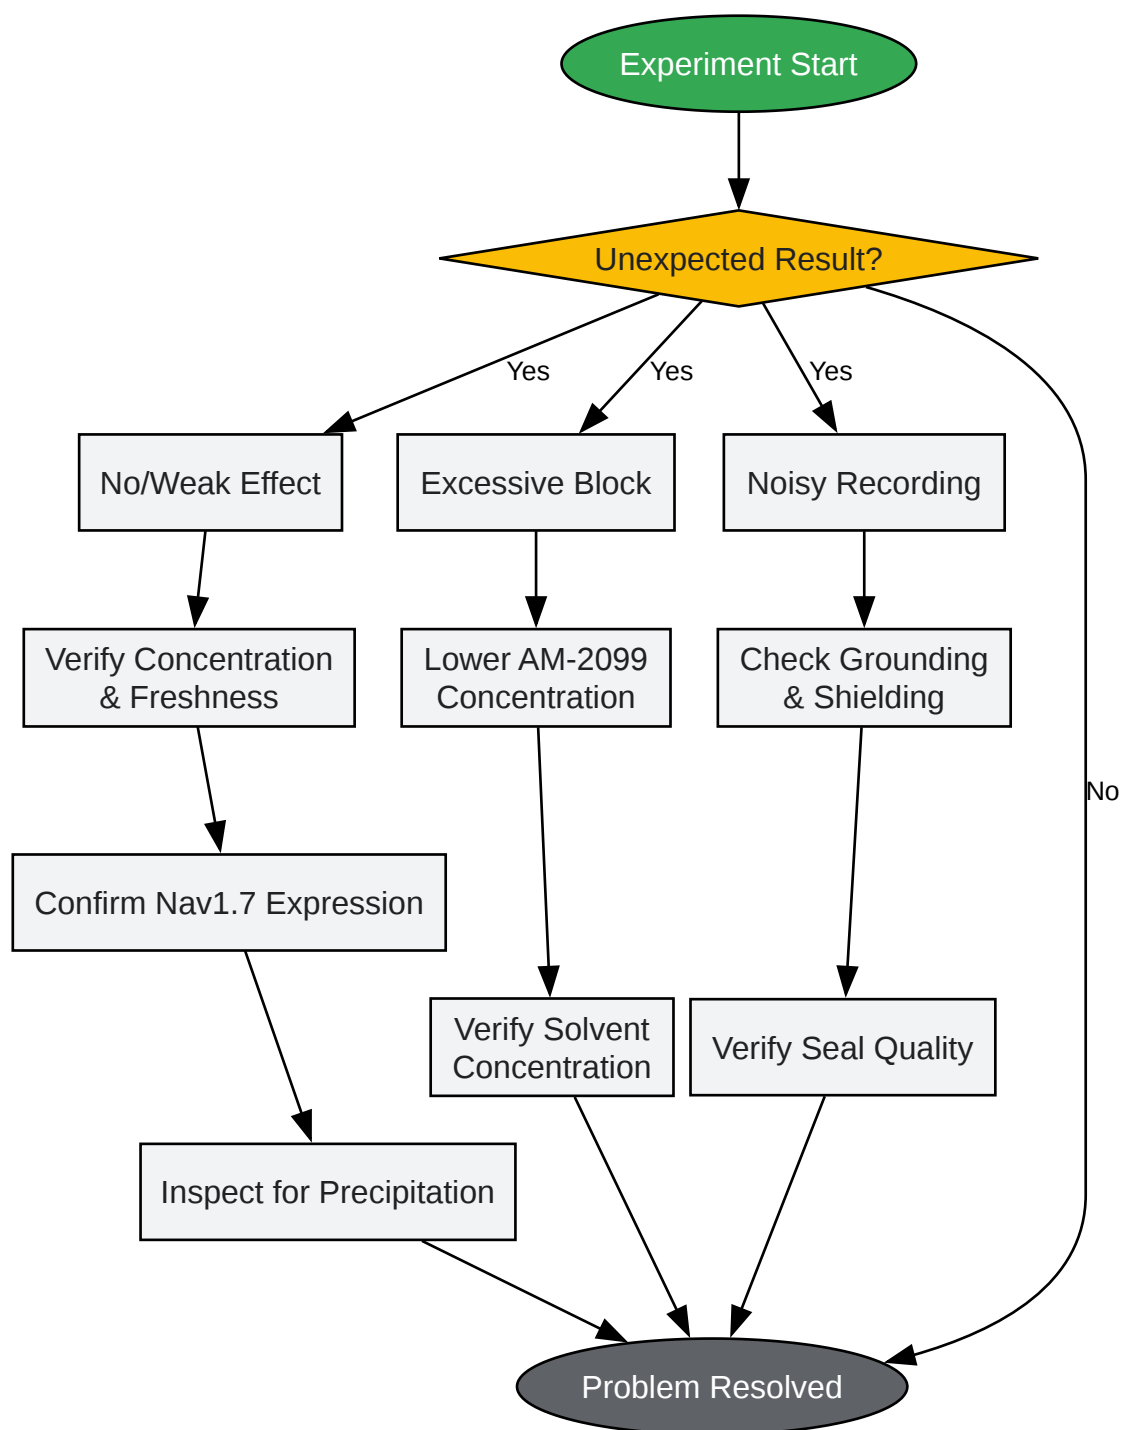 Experiment Start
Unexpected Result?
Yes
Yes
Yes
No/Weak Effect
Excessive Block
Noisy Recording
Verify Concentration
& Freshness
Lower AM-2099
Concentration
Check Grounding
& Shielding
No
Confirm Nav1.7 Expression
Verify Solvent
Concentration
Verify Seal Quality
Inspect for Precipitation
Problem Resolved